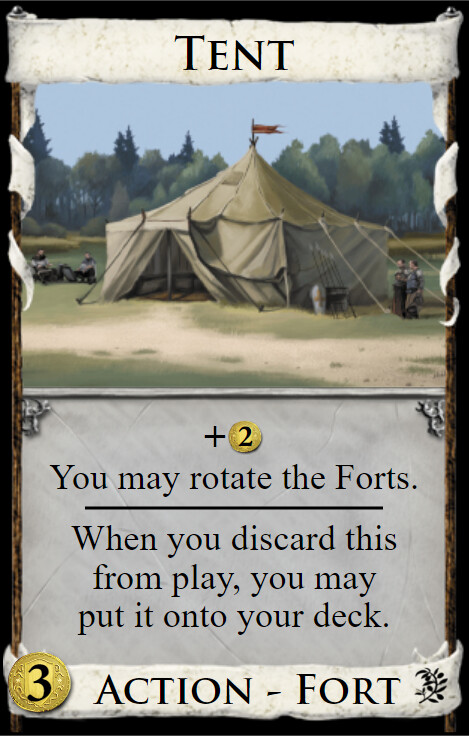 TENT
+2
You may rotate the Forts.
When you discard this
from play, you may
put it onto your deck.
3 ACTION - FORT